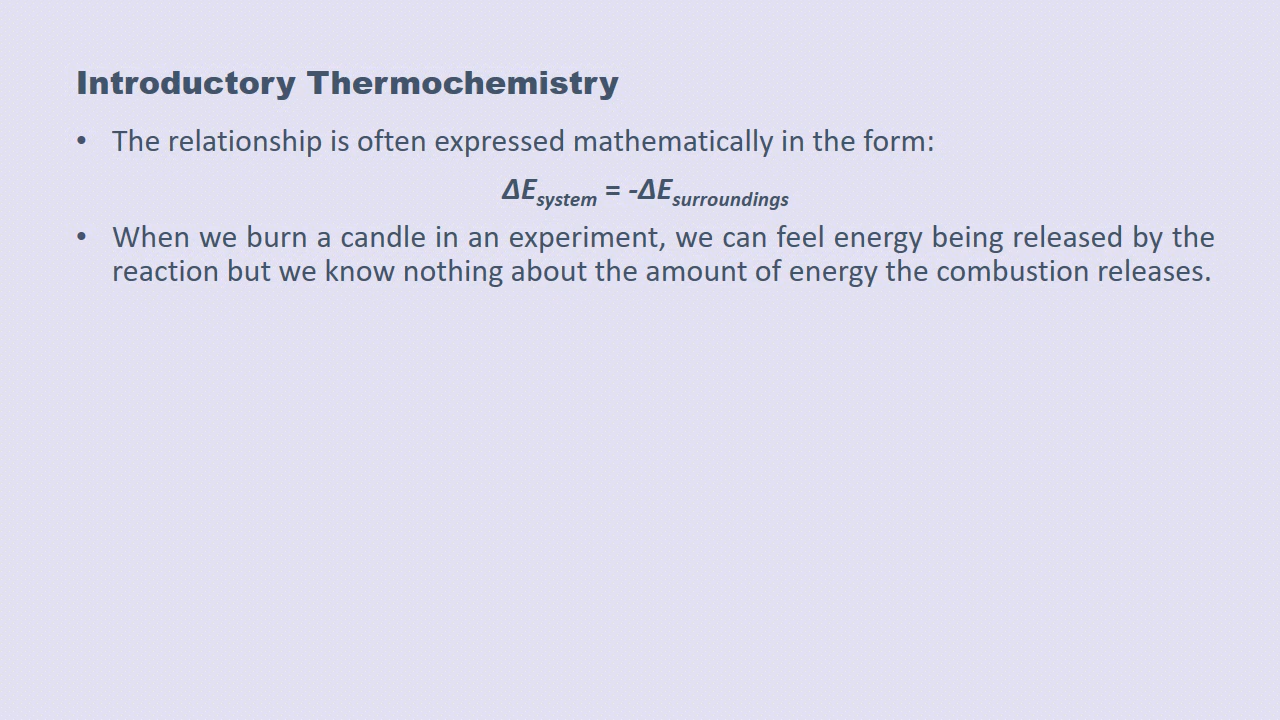 Introductory Thermochemistry
• The relationship is often expressed mathematically in the form:
ΔEsystem = -ΔEsurroundings
• When we burn a candle in an experiment, we can feel energy being released by the
reaction but we know nothing about the amount of energy the combustion releases.